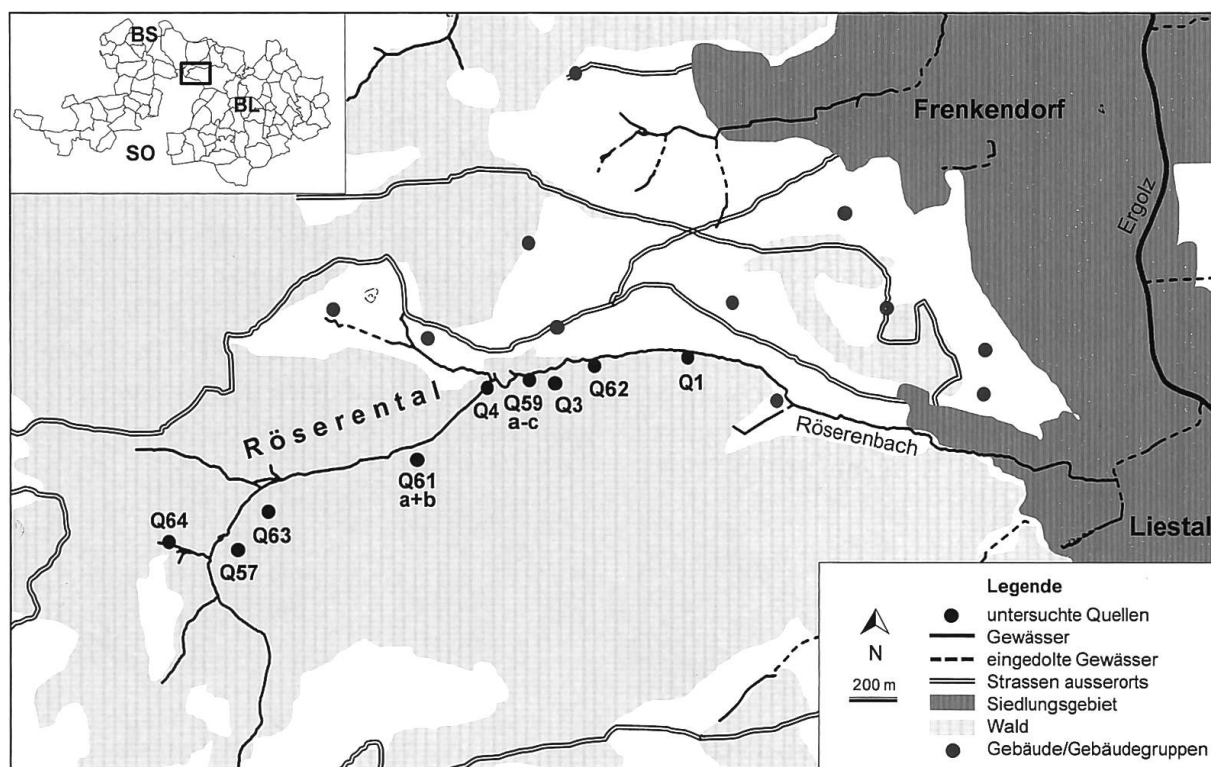 BS
BL
SO
Frenkendorf
Ergolz
Röserental
Q4
Q59
a-c
Q3
Q62
Q1
Röserenbach
Q61
a+b
Q64
Q63
Q57
Liestal
Legende
untersuchte Quellen
Gewässer
eingedolte Gewässer
Strassen ausserorts
Siedlungsgebiet
Wald
Gebäude/Gebäudegruppen
N
200 m